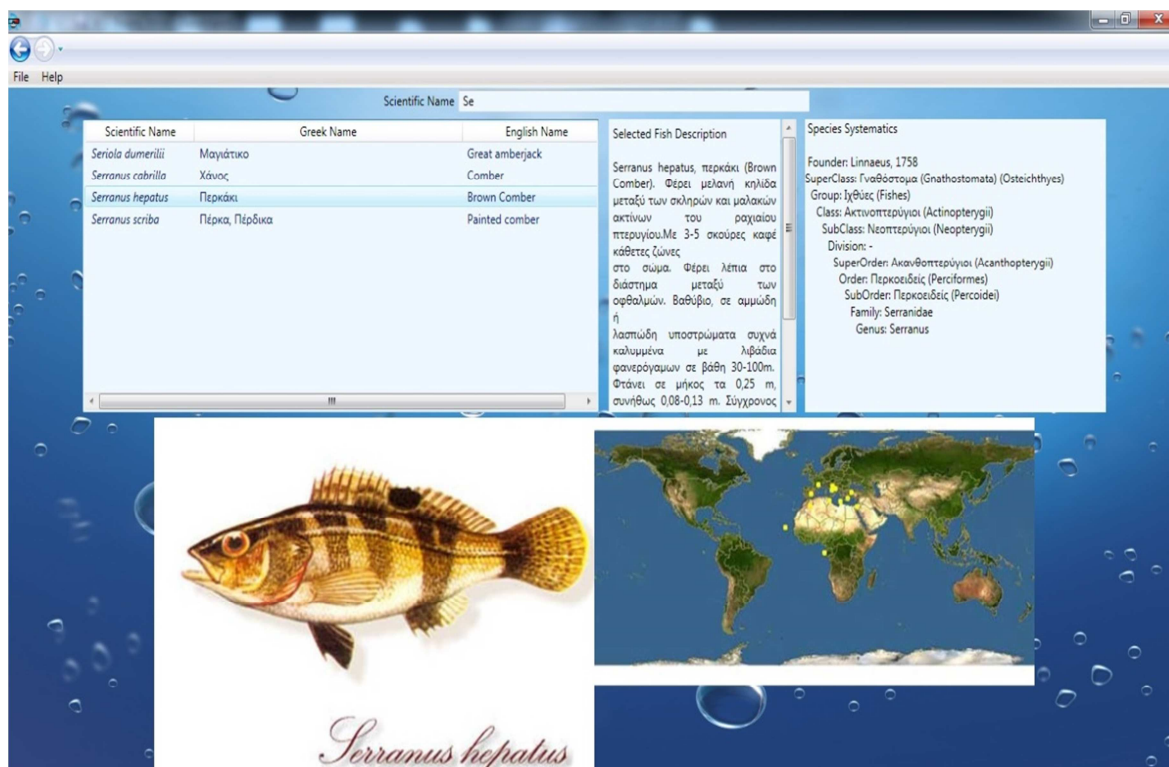 File Help
Scientific Name Se
Scientific Name Greek Name English Name
Seriola dumerilii Μαγιάτικο Great amberjack
Serranus cabrilla Χάνος Comber
Serranus hepatus Περκάκι Brown Comber
Serranus scriba Πέρκα, Πέρδικα Painted comber
Selected Fish Description
Serranus hepatus, περκάκι (Brown
Comber). Φέρει μελανή κηλίδα
μεταξύ των σκληρών και μαλακών
ακτίνων του ραχιαίου
πτερυγίου.Με 3-5 σκούρες καφέ
κάθετες ζώνες
στο σώμα. Φέρει λέπια στο
διάστημα μεταξύ των
οφθαλμών. Βαθύβιο, σε αμμώδη
ή
λασπώδη υποστρώματα συχνά
καλυμμένα με λιβάδια
φανερόγαμων σε βάθη 30-100m.
Φτάνει σε μήκος τα 0,25 m,
συνήθως 0,08-0,13 m. Σύγχρονος
Species Systematics
Founder: Linnaeus, 1758
SuperClass: Γναθόστομα (Gnathostomata) (Osteichthyes)
Group: Ιχθύες (Fishes)
Class: Ακτινοπτερύγιοι (Actinopterygii)
SubClass: Νεοπτερύγιοι (Neopterygii)
Division: -
SuperOrder: Ακανθοπτερύγιοι (Acanthopterygii)
Order: Περκοειδείς (Perciformes)
SubOrder: Περκοειδείς (Percoidei)
Family: Serranidae
Genus: Serranus
Serranus hepatus